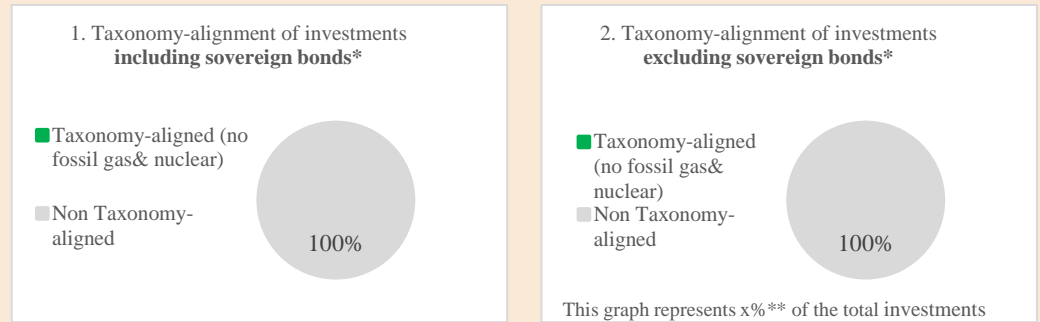 1. Taxonomy-alignment of investments
including sovereign bonds*
Taxonomy-aligned (no
fossil gas& nuclear)
Non Taxonomy-
aligned
100%
2. Taxonomy-alignment of investments
excluding sovereign bonds*
Taxonomy-aligned
(no fossil gas&
nuclear)
Non Taxonomy-
aligned
100%
This graph represents x%** of the total investments